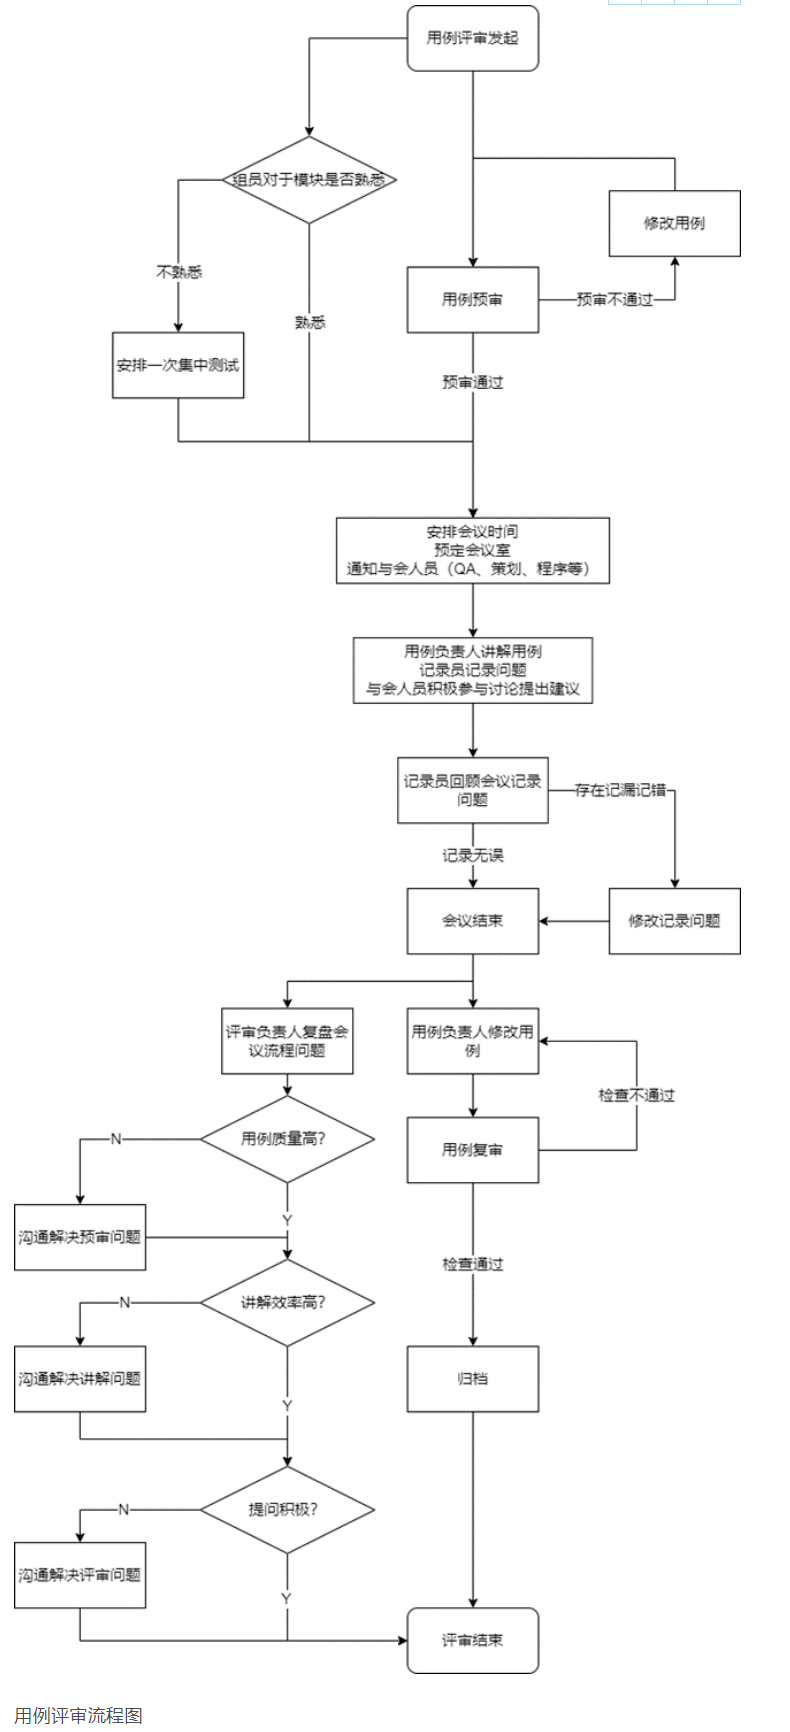 用例评审发起
组员对于模块是否熟悉
修改用例
不熟悉
用例预审
预审不通过
熟悉
安排一次集中测试
预审通过
安排会议时间
预定会议室
通知与会人员（QA、策划、程序等）
用例负责人讲解用例
记录员记录问题
与会人员积极参与讨论提出建议
记录员回顾会议记录
问题
存在记漏记错
记录无误
会议结束
修改记录问题
评审负责人复盘会
议流程问题
用例负责人修改用
例
检查不通过
用例质量高?
N
用例复审
Y
沟通解决预审问题
检查通过
讲解效率高?
N
沟通解决讲解问题
归档
Y
提问积极?
N
沟通解决评审问题
Y
评审结束
用例评审流程图